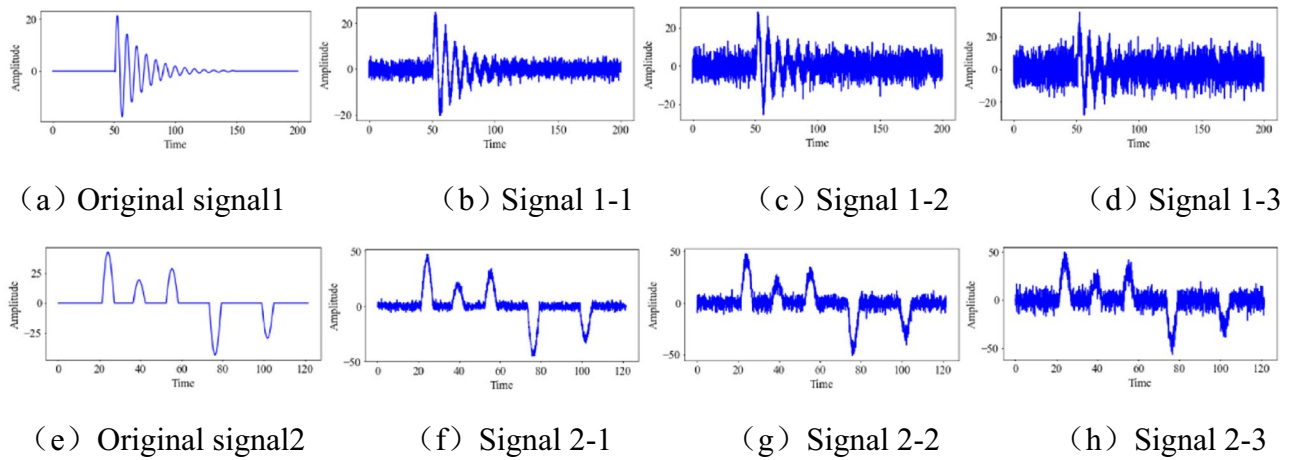 Amplitude
20
0
0 50 100 150 200
Time
Amplitude
20
0
−20
0 50 100 150 200
Time
Amplitude
20
0
−20
0 50 100 150 200
Time
Amplitude
20
0
−20
0 50 100 150 200
Time
（a）Original signal1
（b）Signal 1-1
（c）Signal 1-2
（d）Signal 1-3
Amplitude
25
0
−25
0 20 40 60 80 100 120
Time
Amplitude
50
0
−50
0 20 40 60 80 100 120
Time
Amplitude
50
0
−50
0 20 40 60 80 100 120
Time
Amplitude
50
0
−50
0 20 40 60 80 100 120
Time
（e）Original signal2
（f）Signal 2-1
（g）Signal 2-2
（h）Signal 2-3